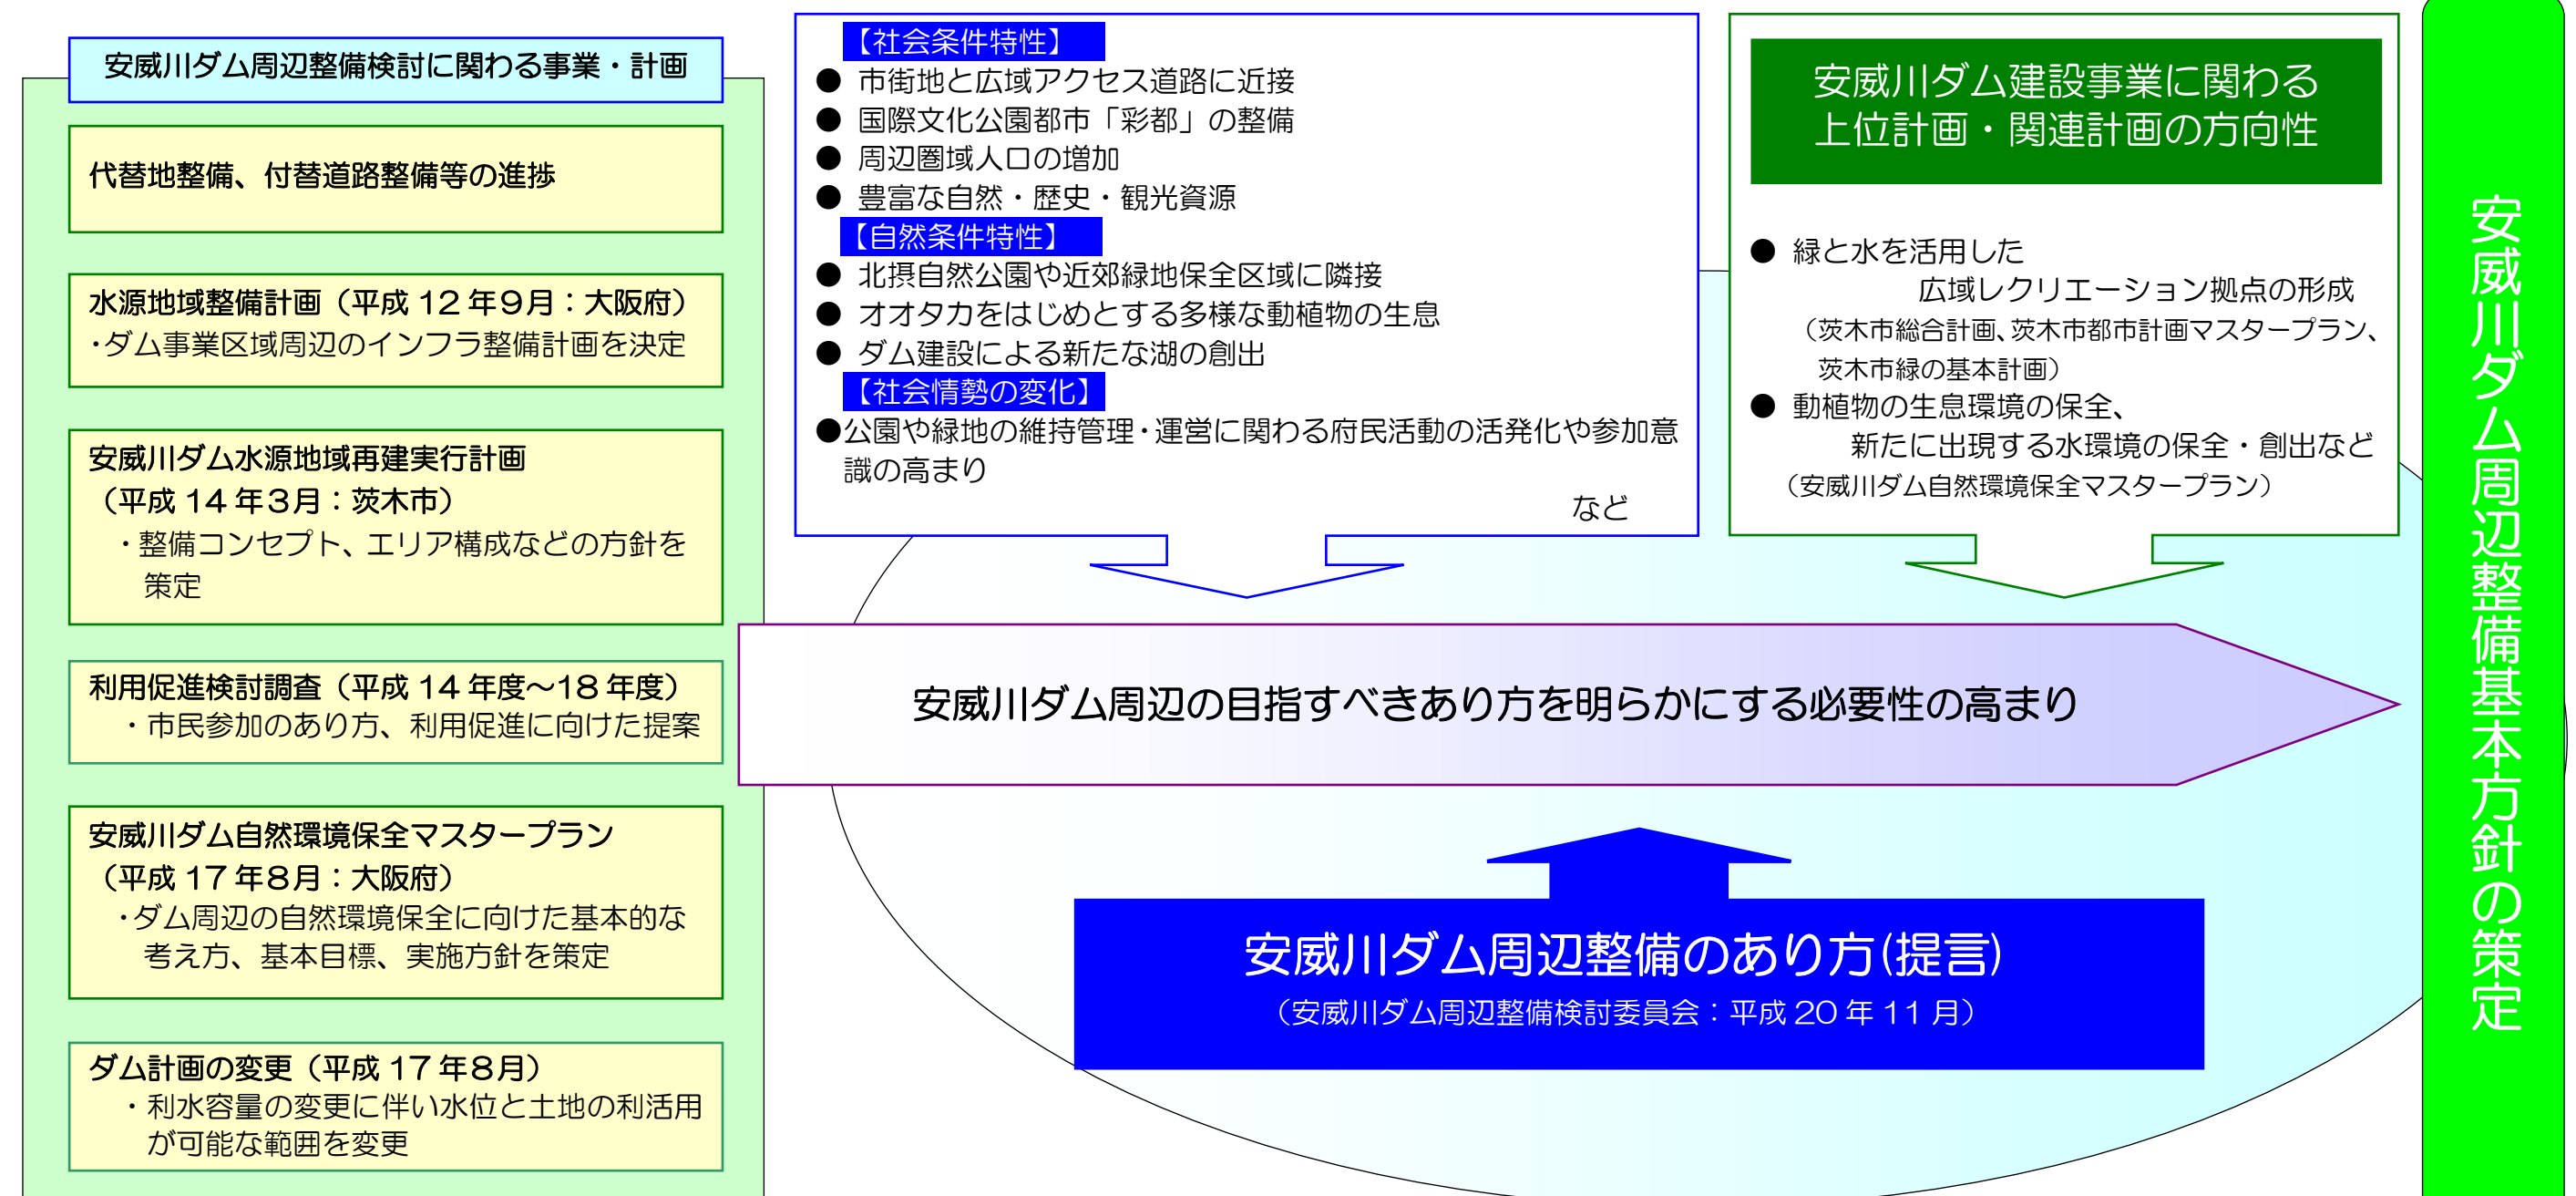 安威川ダム周辺整備検討に関わる事業・計画
代替地整備、付替道路整備等の進捗
水源地域整備計画（平成 12 年９月：大阪府）
・ダム事業区域周辺のインフラ整備計画を決定
安威川ダム水源地域再建実行計画
（平成 14 年３月：茨木市）
・整備コンセプト、エリア構成などの方針を
策定
利用促進検討調査（平成 14 年度～18 年度）
・市民参加のあり方、利用促進に向けた提案
安威川ダム自然環境保全マスタープラン
（平成 17 年８月：大阪府）
・ダム周辺の自然環境保全に向けた基本的な
考え方、基本目標、実施方針を策定
ダム計画の変更（平成 17 年８月）
・利水容量の変更に伴い水位と土地の利活用
が可能な範囲を変更
【社会条件特性】
● 市街地と広域アクセス道路に近接
● 国際文化公園都市「彩都」の整備
● 周辺圏域人口の増加
● 豊富な自然・歴史・観光資源
【自然条件特性】
● 北摂自然公園や近郊緑地保全区域に隣接
● オオタカをはじめとする多様な動植物の生息
● ダム建設による新たな湖の創出
【社会情勢の変化】
●公園や緑地の維持管理・運営に関わる府民活動の活発化や参加意
識の高まり
など
安威川ダム建設事業に関わる
上位計画・関連計画の方向性
● 緑と水を活用した
広域レクリエーション拠点の形成
（茨木市総合計画、茨木市都市計画マスタープラン、
茨木市緑の基本計画）
● 動植物の生息環境の保全、
新たに出現する水環境の保全・創出など
（安威川ダム自然環境保全マスタープラン）
安威川ダム周辺の目指すべきあり方を明らかにする必要性の高まり
安威川ダム周辺整備のあり方(提言)
（安威川ダム周辺整備検討委員会：平成 20 年 11 月）
安威川ダム周辺整備基本方針の策定